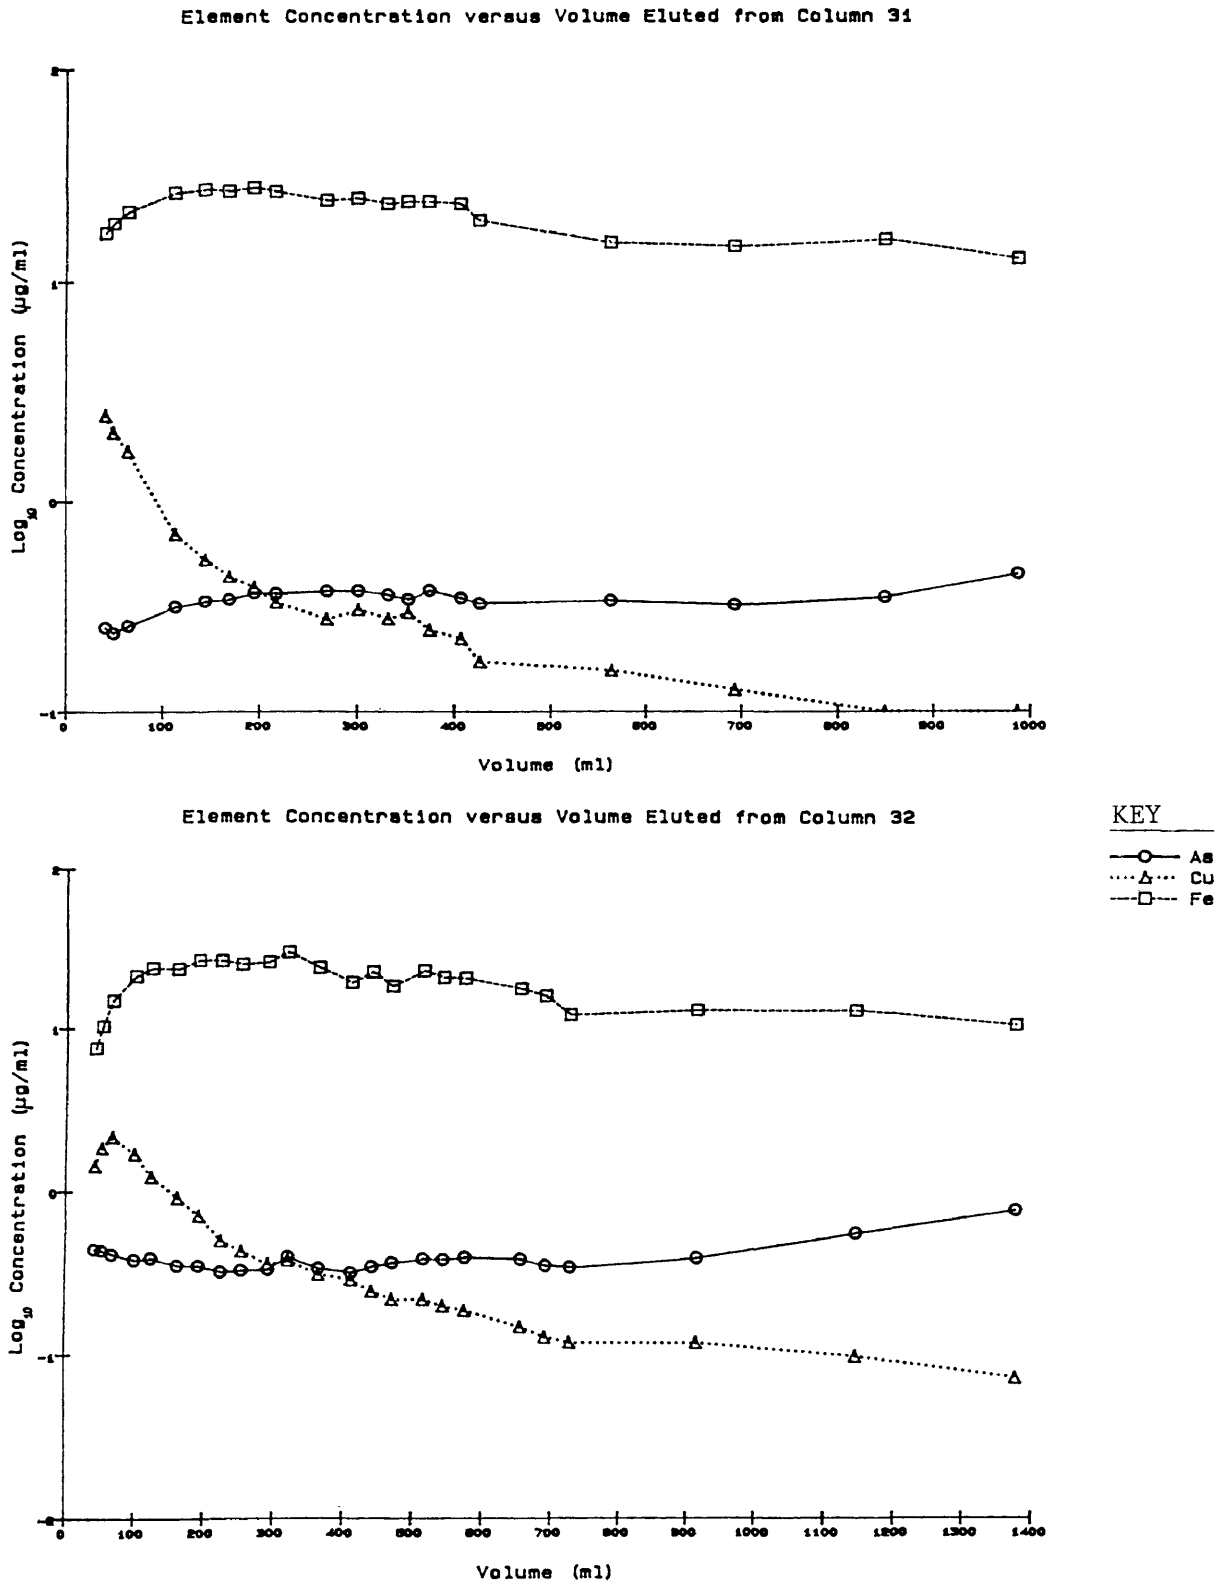 Element Concentration versus Volume Eluted from Column 31
2
1
0
-1
Log10 Concentration (µg/ml)
0 100 200 300 400 500 600 700 800 900 1000
Volume (ml)
Element Concentration versus Volume Eluted from Column 32
KEY
As
Cu
Fe
2
1
0
-1
-2
Log10 Concentration (µg/ml)
0 100 200 300 400 500 600 700 800 900 1000 1100 1200 1300 1400
Volume (ml)